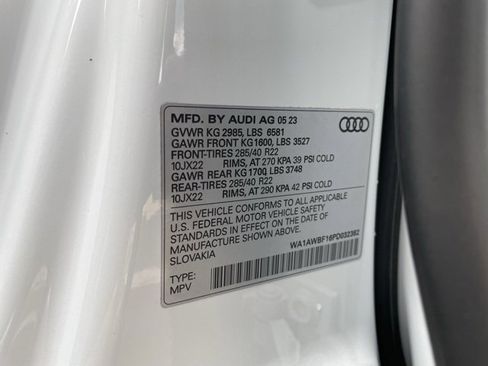 MFD. BY AUDI AG 05 23
GVWR KG 2985, LBS 6581
GAWR FRONT KG1600, LBS 3527
FRONT-TIRES 285/40 R22
10JX22 RIMS, AT 270 KPA 39 PSI COLD
GAWR REAR KG 1700, LBS 3748
REAR-TIRES 285/40 R22
10JX22 RIMS, AT 290 KPA 42 PSI COLD
THIS VEHICLE CONFORMS TO ALL APPLICABLE
U.S. FEDERAL MOTOR VEHICLE SAFETY
STANDARDS IN EFFECT ON THE DATE OF
MANUFACTURE SHOWN ABOVE.
SLOVAKIA WA1AWBF16PD032382
TYPE:
MPV